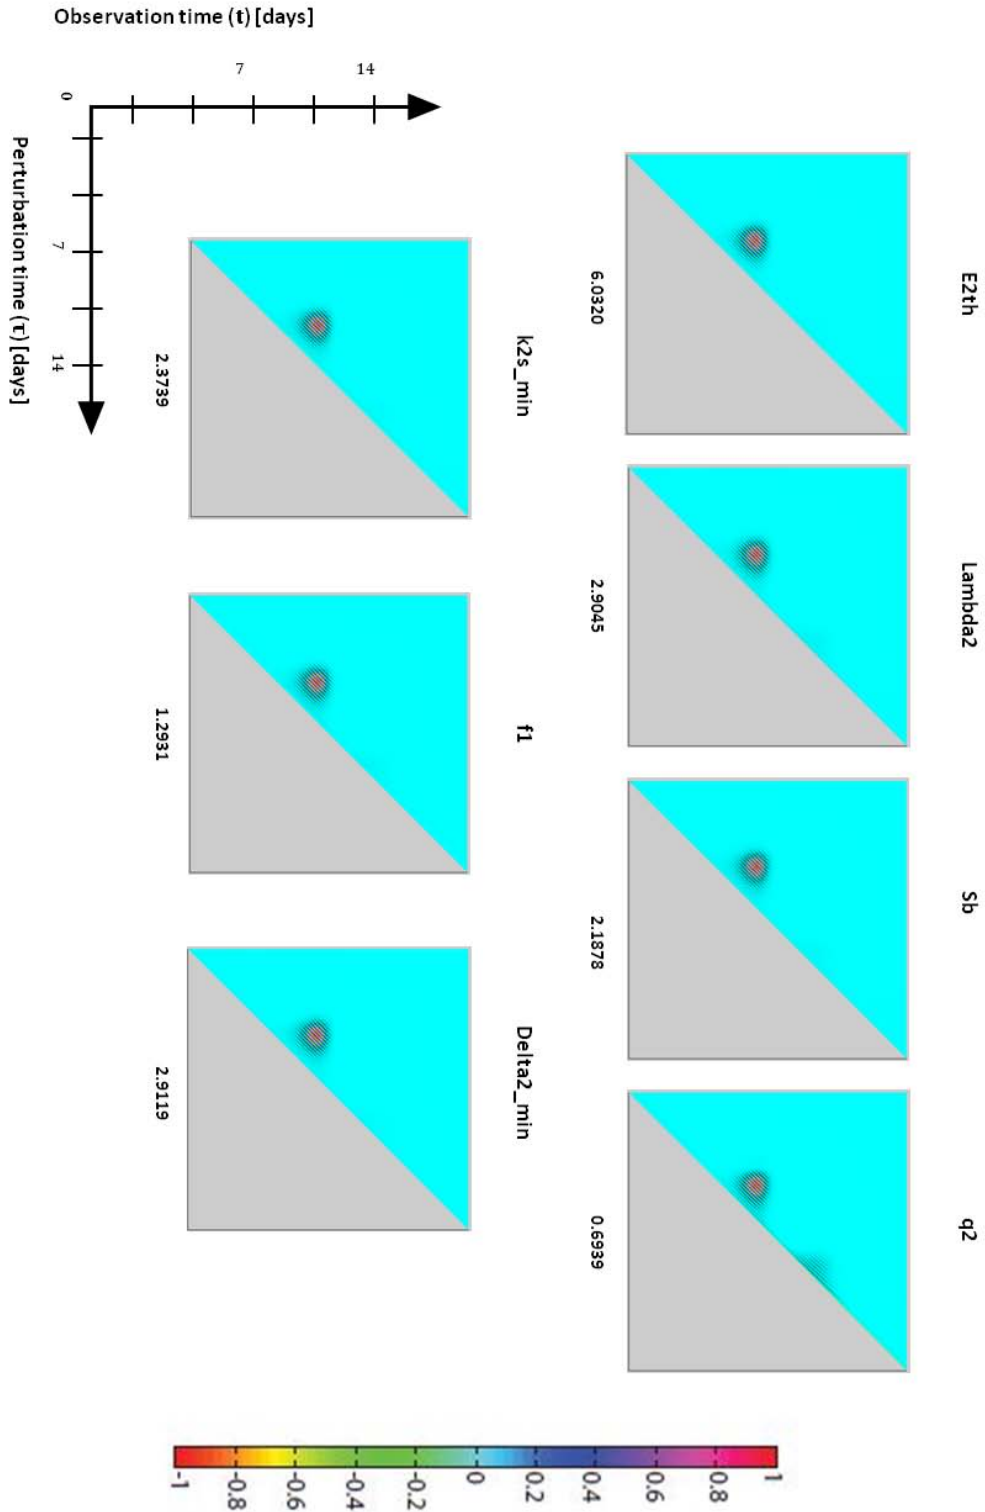 Observation time (t) [days]
7
14
0
Perturbation time (τ) [days]
7
14
E2th
6.0320
Lambda2
2.9045
Sb
2.1878
q2
0.6939
k2s_min
2.3739
f1
1.2931
Delta2_min
2.9119
1
0.8
0.6
0.4
0.2
0
-0.2
-0.4
-0.6
-0.8
-1